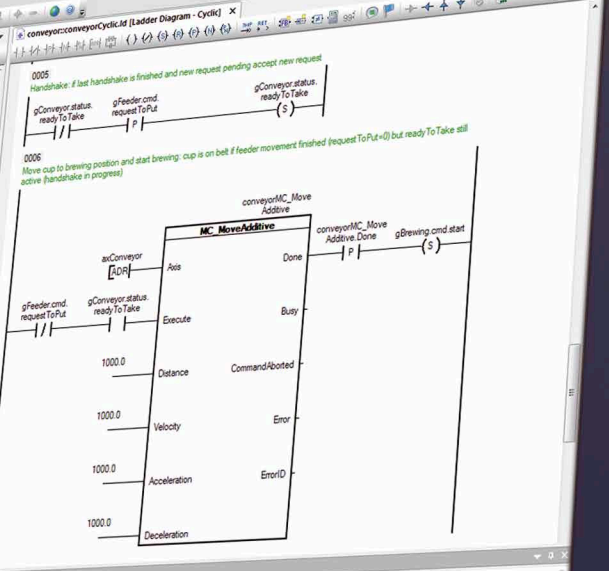 conveyor::conveyorCyclic.ld [Ladder Diagram - Cyclic] X
0005
Handshake: if last handshake is finished and new request pending accept new request
gConveyor.status.
readyToTake
gFeeder.cmd.
requestToPut
gConveyor.status.
readyToTake
P
(S)
0006
Move cup to brewing position and start brewing: cup is on belt if feeder movement finished (requestToPut=0) but readyToTake still
active (handshake in progress)
conveyorMC_Move
Additive
MC_MoveAdditive
axConveyor
ADR
Axis
Done
conveyorMC_Move
Additive.Done
P
gBrewing.cmd.start
(S)
gFeeder.cmd.
requestToPut
gConveyor.status.
readyToTake
Execute
Busy
1000.0
Distance
CommandAborted
1000.0
Velocity
Error
1000.0
Acceleration
ErrorID
1000.0
Deceleration